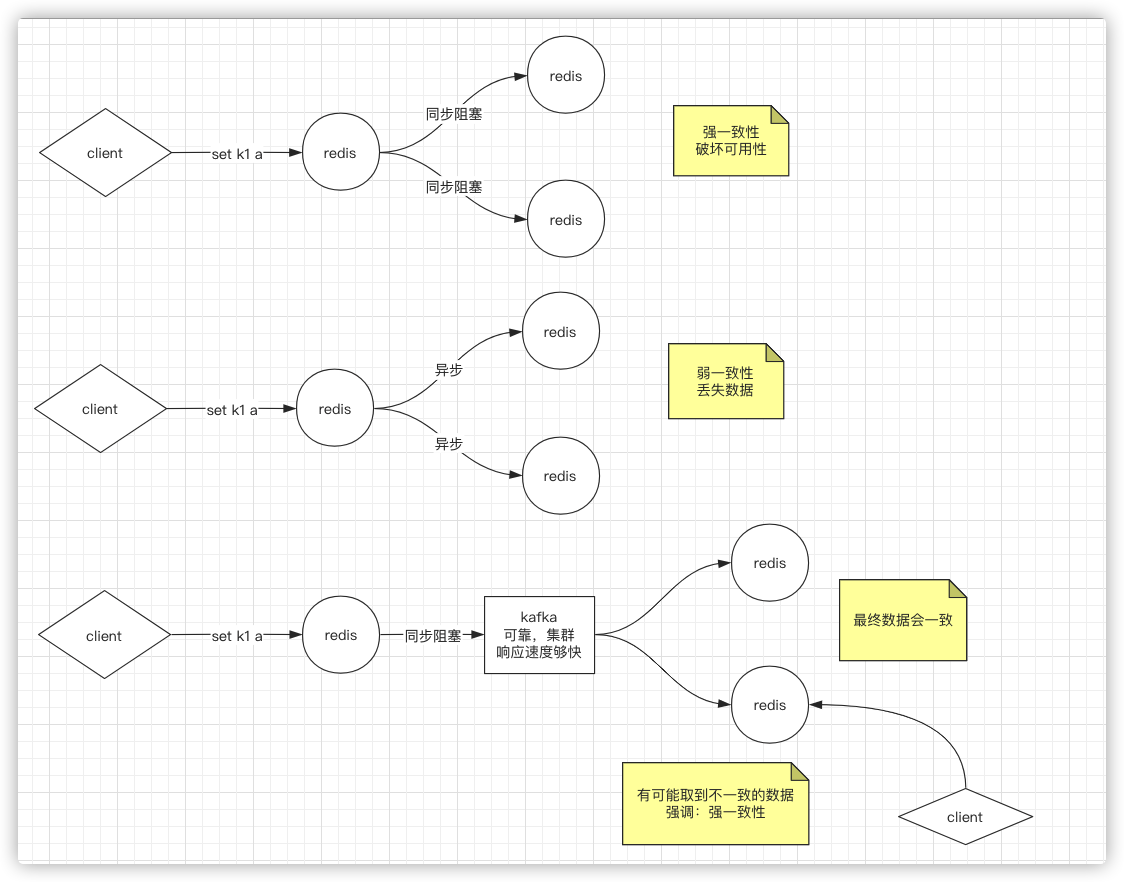 redis
同步阻塞
client
set k1 a
redis
强一致性
破坏可用性
同步阻塞
redis
redis
异步
client
set k1 a
redis
弱一致性
丢失数据
异步
redis
redis
client
set k1 a
redis
同步阻塞
kafka
可靠，集群
响应速度够快
最终数据会一致
redis
有可能取到不一致的数据
强调：强一致性
client